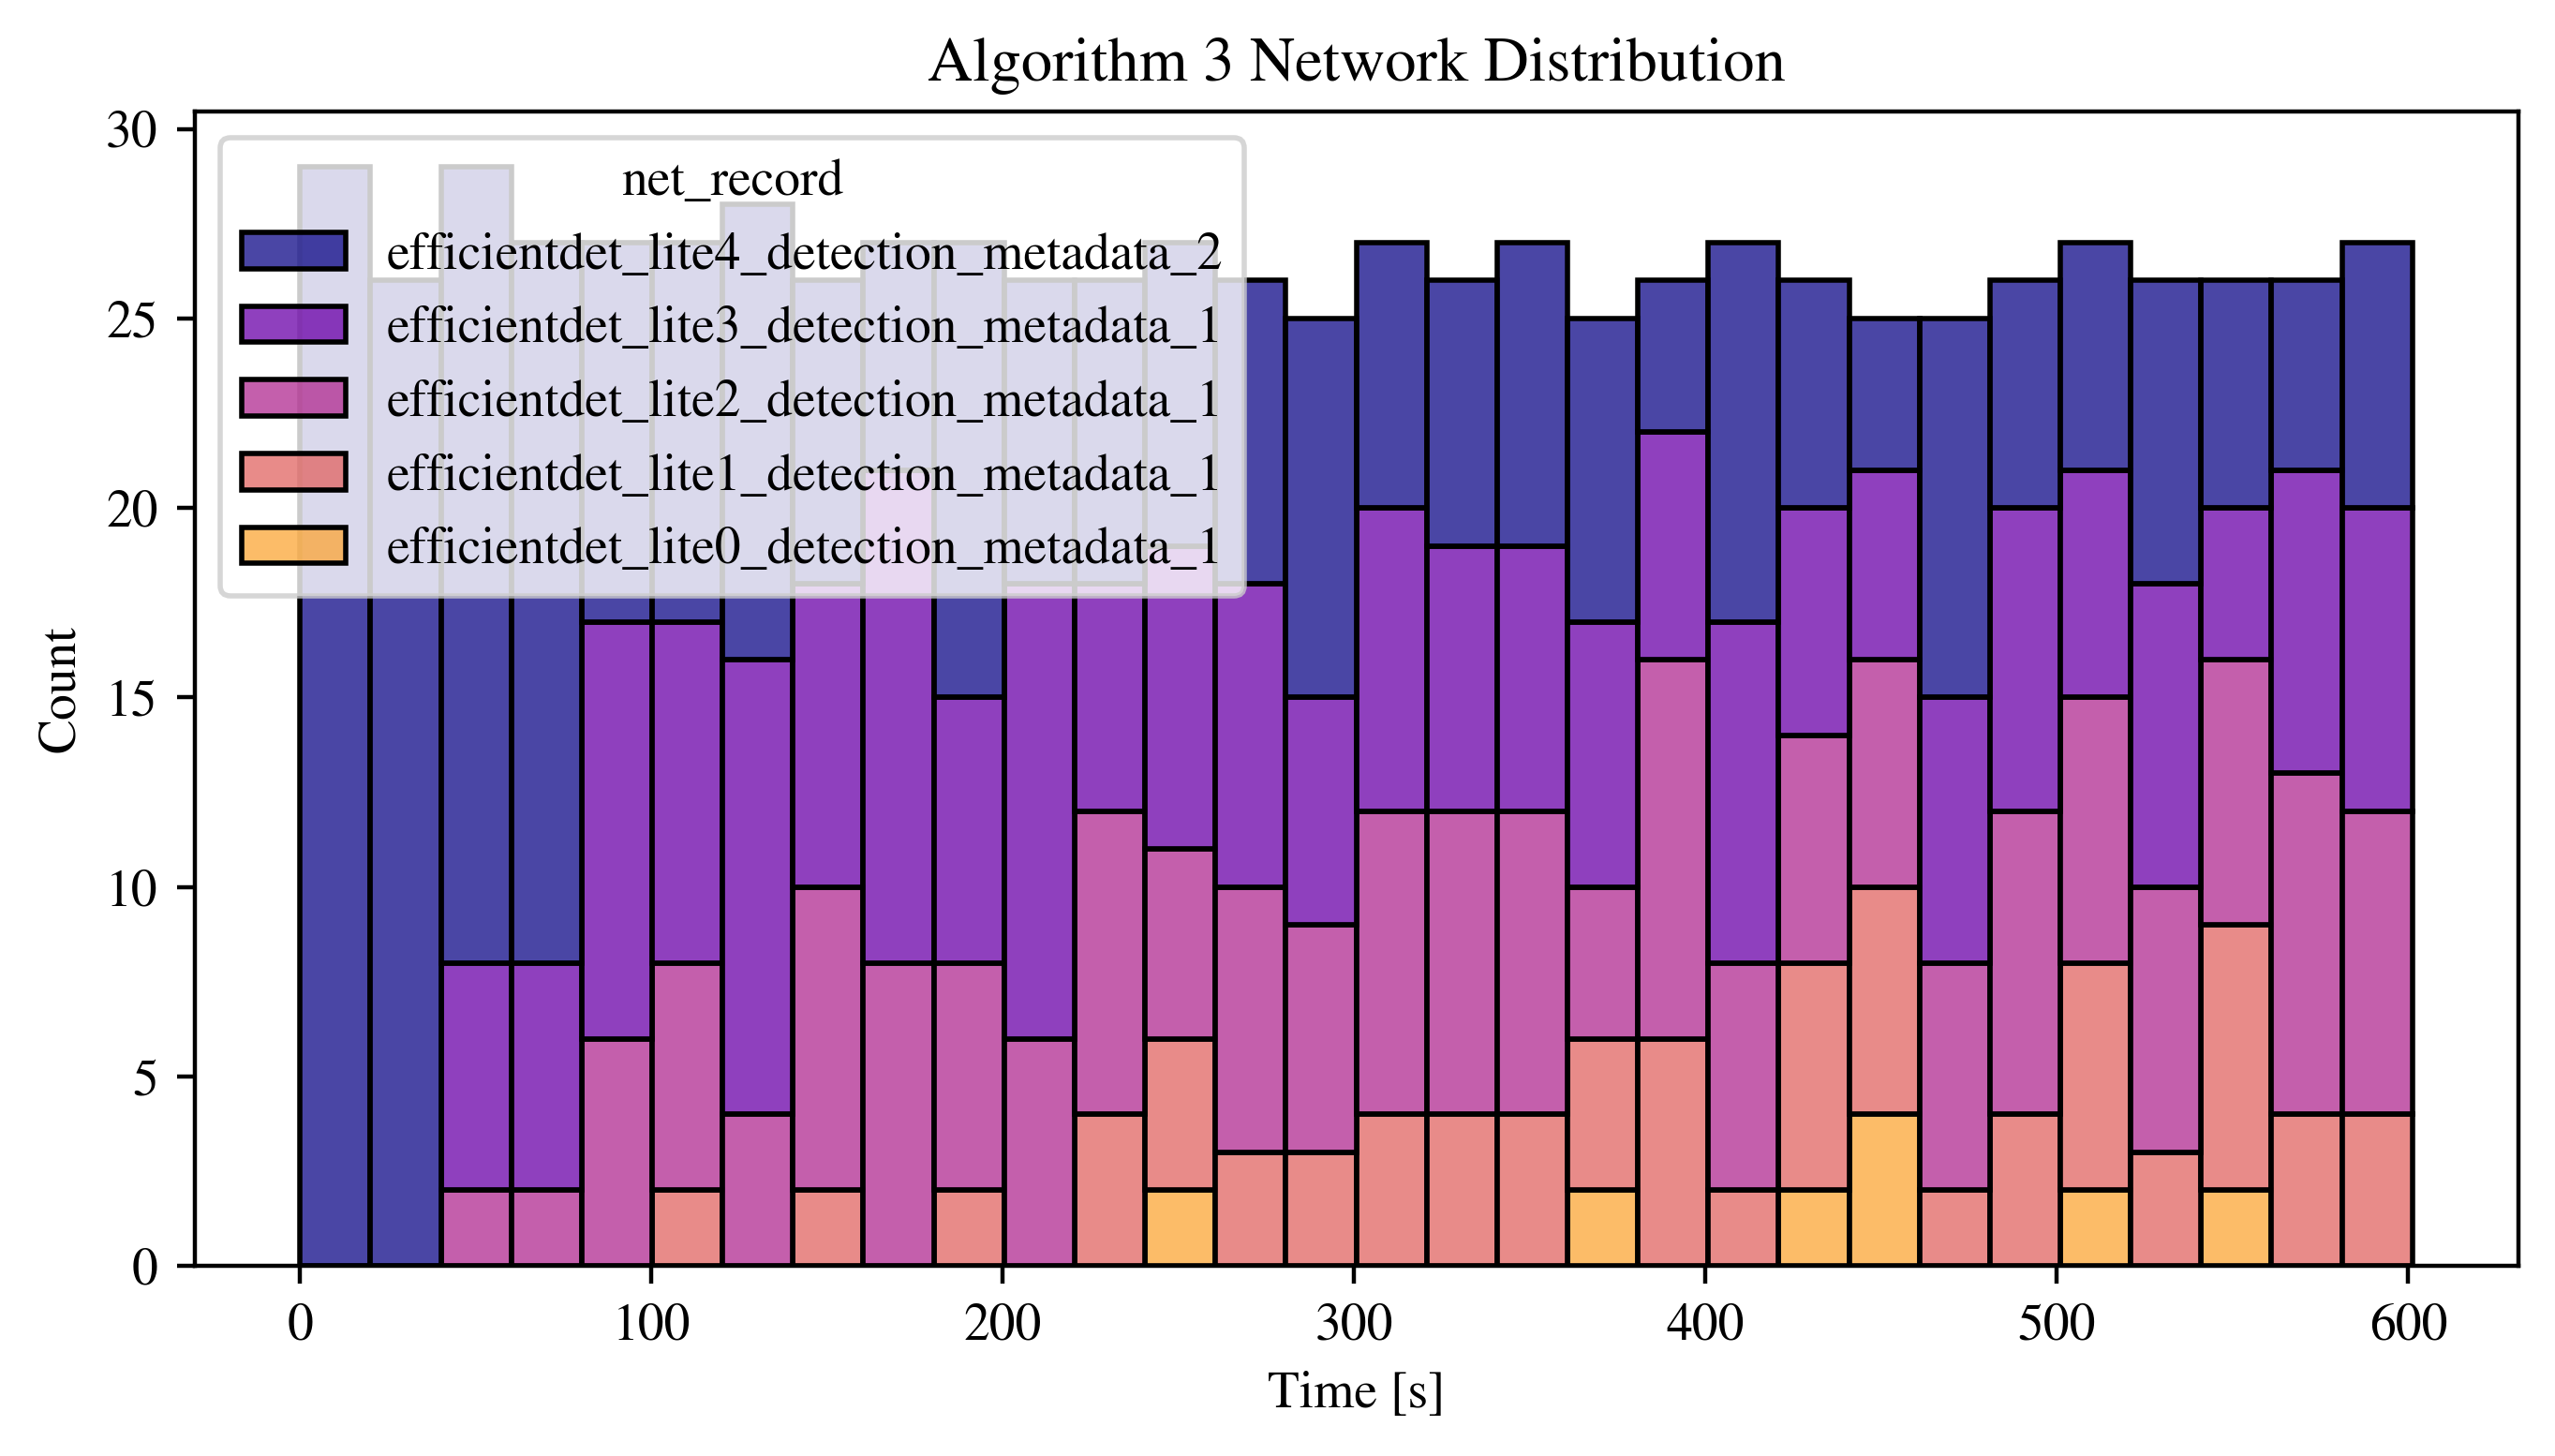 Algorithm 3 Network Distribution
30
25
20
15
10
5
0
Count
net_record
efficientdet_lite4_detection_metadata_2
efficientdet_lite3_detection_metadata_1
efficientdet_lite2_detection_metadata_1
efficientdet_lite1_detection_metadata_1
efficientdet_lite0_detection_metadata_1
0 100 200 300 400 500 600
Time [s]